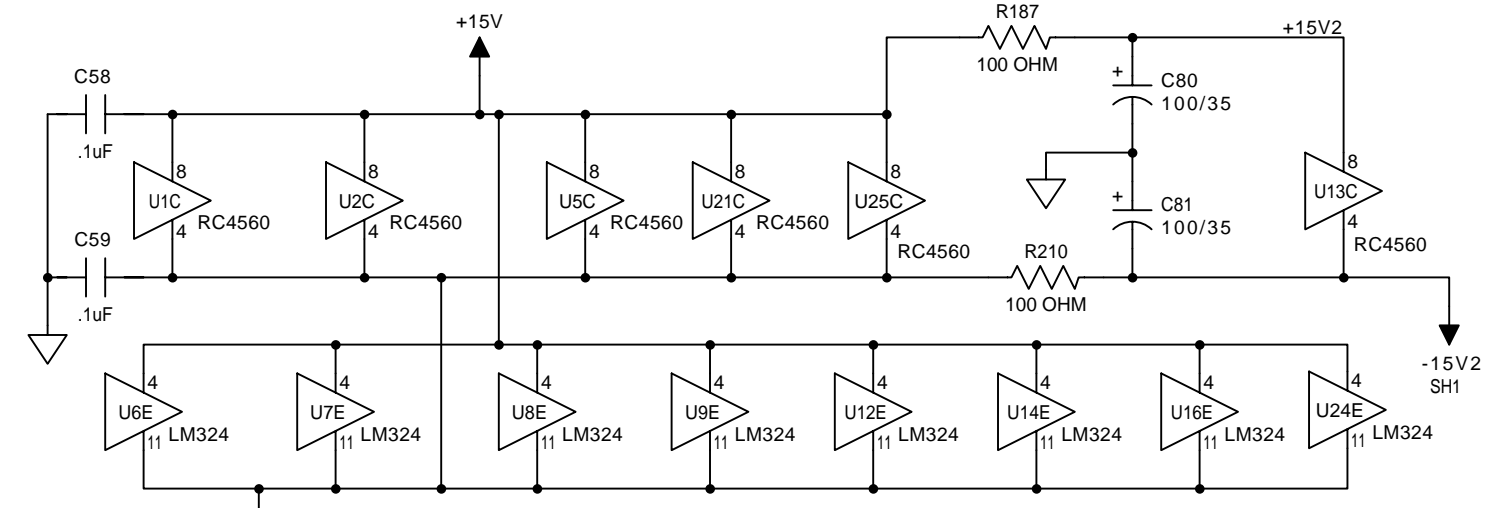 +15V
R187
100 OHM
+15V2
C58
.1uF
+
C80
100/35
8
U1C
4
RC4560
8
U2C
4
RC4560
8
U5C
4
8
U21C
4
RC4560
8
U25C
4
RC4560
8
U13C
4
RC4560
+
C81
100/35
C59
.1uF
R210
100 OHM
-15V2
SH1
4
U6E
11
LM324
4
U7E
11
LM324
4
U8E
11
LM324
4
U9E
11
LM324
4
U12E
11
LM324
4
U14E
11
LM324
4
U16E
11
LM324
4
U24E
11
LM324